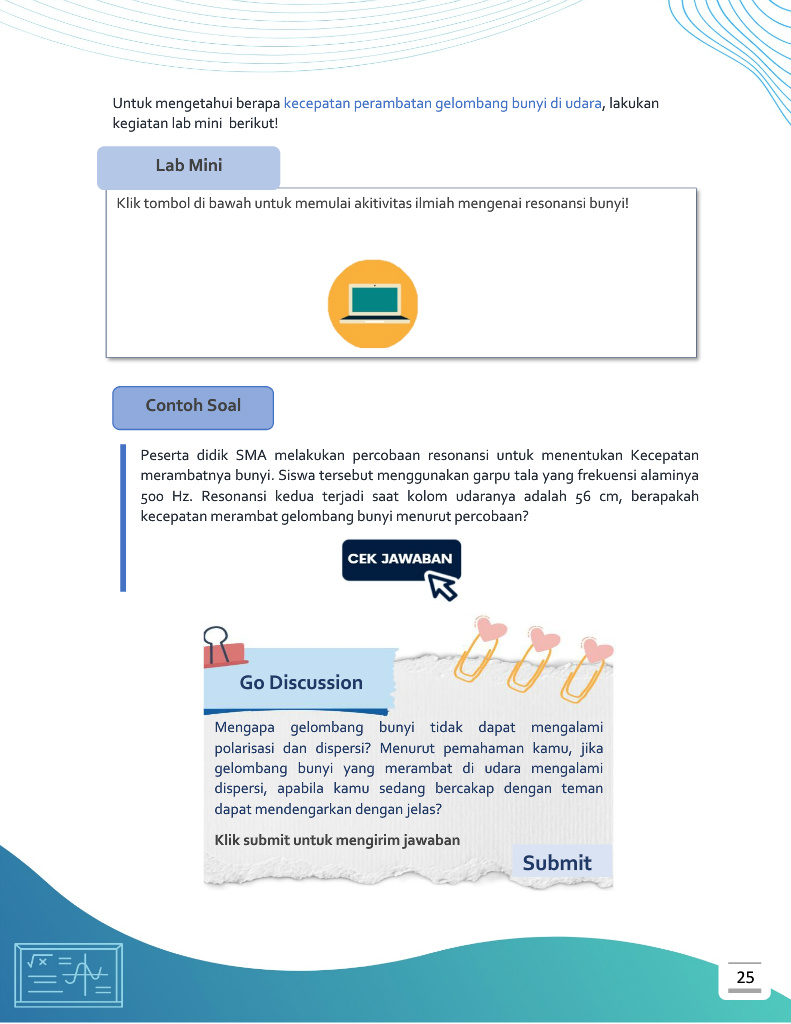 Untuk mengetahui berapa kecepatan perambatan gelombang bunyi di udara, lakukan
kegiatan lab mini berikut!
Lab Mini
Klik tombol di bawah untuk memulai akitivitas ilmiah mengenai resonansi bunyi!
Contoh Soal
Peserta didik SMA melakukan percobaan resonansi untuk menentukan Kecepatan
merambatnya bunyi. Siswa tersebut menggunakan garpu tala yang frekuensi alaminya
500 Hz. Resonansi kedua terjadi saat kolom udaranya adalah 56 cm, berapakah
kecepatan merambat gelombang bunyi menurut percobaan?
CEK JAWABAN
Go Discussion
Mengapa gelombang bunyi tidak dapat mengalami
polarisasi dan dispersi? Menurut pemahaman kamu, jika
gelombang bunyi yang merambat di udara mengalami
dispersi, apabila kamu sedang bercakap dengan teman
dapat mendengarkan dengan jelas?
Klik submit untuk mengirim jawaban
Submit
√x
25